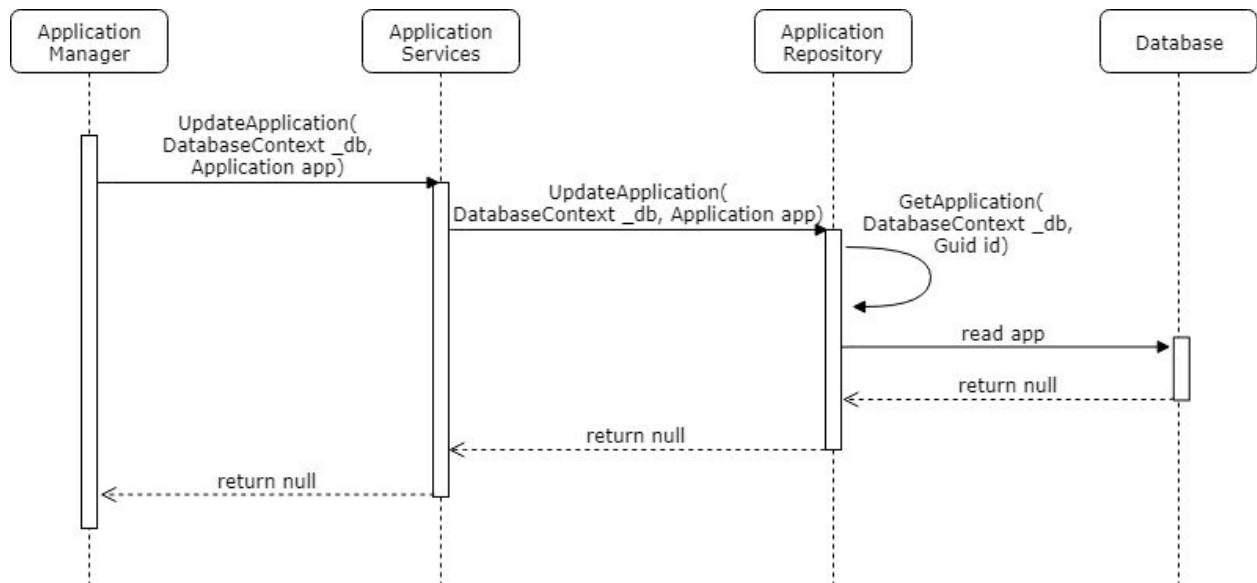 Application
Manager
Application
Services
Application
Repository
Database
UpdateApplication(
DatabaseContext _db,
Application app)
UpdateApplication(
DatabaseContext _db, Application app)
GetApplication(
DatabaseContext _db,
Guid id)
read app
return null
return null
return null